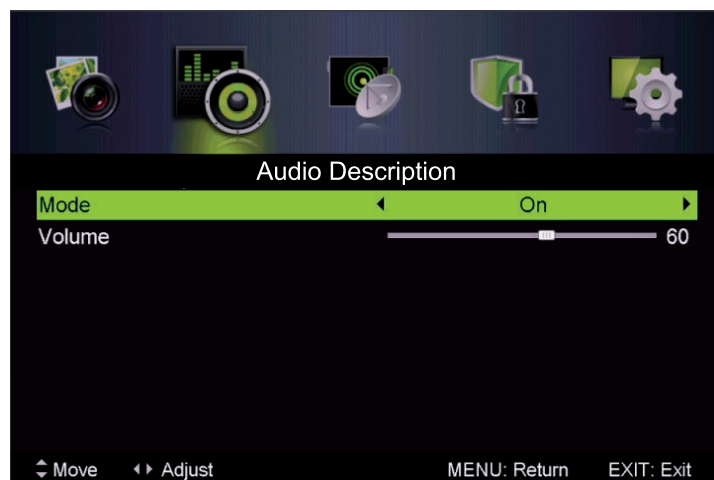 Audio Description
Mode On
Volume 60
Move Adjust MENU: Return EXIT: Exit